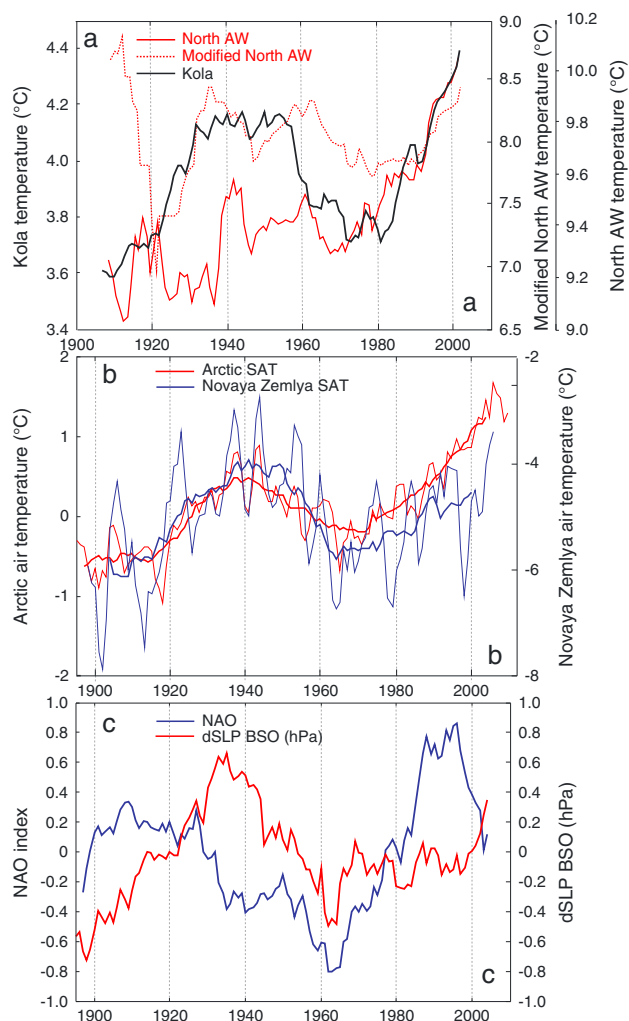 a
North AW
Modified North AW
Kola
4.4
4.2
4.0
3.8
3.6
3.4
Kola temperature (°C)
9.0
8.5
8.0
7.5
7.0
6.5
Modified North AW temperature (°C)
10.2
10.0
9.8
9.6
9.4
9.2
9.0
North AW temperature (°C)
a
1900 1920 1940 1960 1980 2000
b
Arctic SAT
Novaya Zemlya SAT
2
1
0
-1
-2
Arctic air temperature (°C)
-2
-4
-6
-8
Novaya Zemlya air temperature (°C)
b
1900 1920 1940 1960 1980 2000
c
NAO
dSLP BSO (hPa)
1.0
0.8
0.6
0.4
0.2
0
-0.2
-0.4
-0.6
-0.8
-1.0
NAO index
1.0
0.8
0.6
0.4
0.2
0
-0.2
-0.4
-0.6
-0.8
-1.0
dSLP BSO (hPa)
c
1900 1920 1940 1960 1980 2000